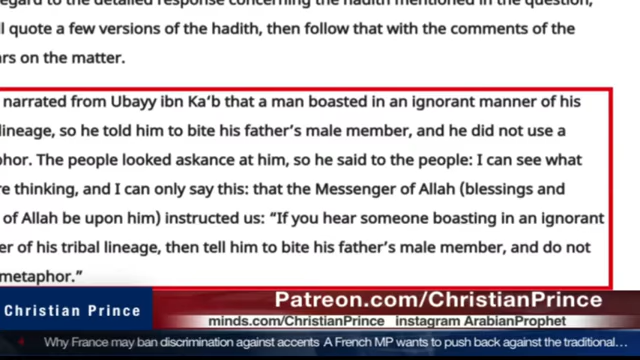 regard to the detailed response concerning the hadith mentioned in the question,
quote a few versions of the hadith, then follow that with the comments of the
on the matter.
narrated from Ubayy ibn Ka‘b that a man boasted in an ignorant manner of his
lineage, so he told him to bite his father’s male member, and he did not use a
The people looked askance at him, so he said to the people: I can see what
thinking, and I can only say this: that the Messenger of Allah (blessings and
of Allah be upon him) instructed us: “If you hear someone boasting in an ignorant
of his tribal lineage, then tell him to bite his father’s male member, and do not
metaphor.”
Christian Prince
Patreon.com/ChristianPrince
minds.com/ChristianPrince instagram ArabianProphet
Why France may ban discrimination against accents A French MP wants to push back against the traditional...